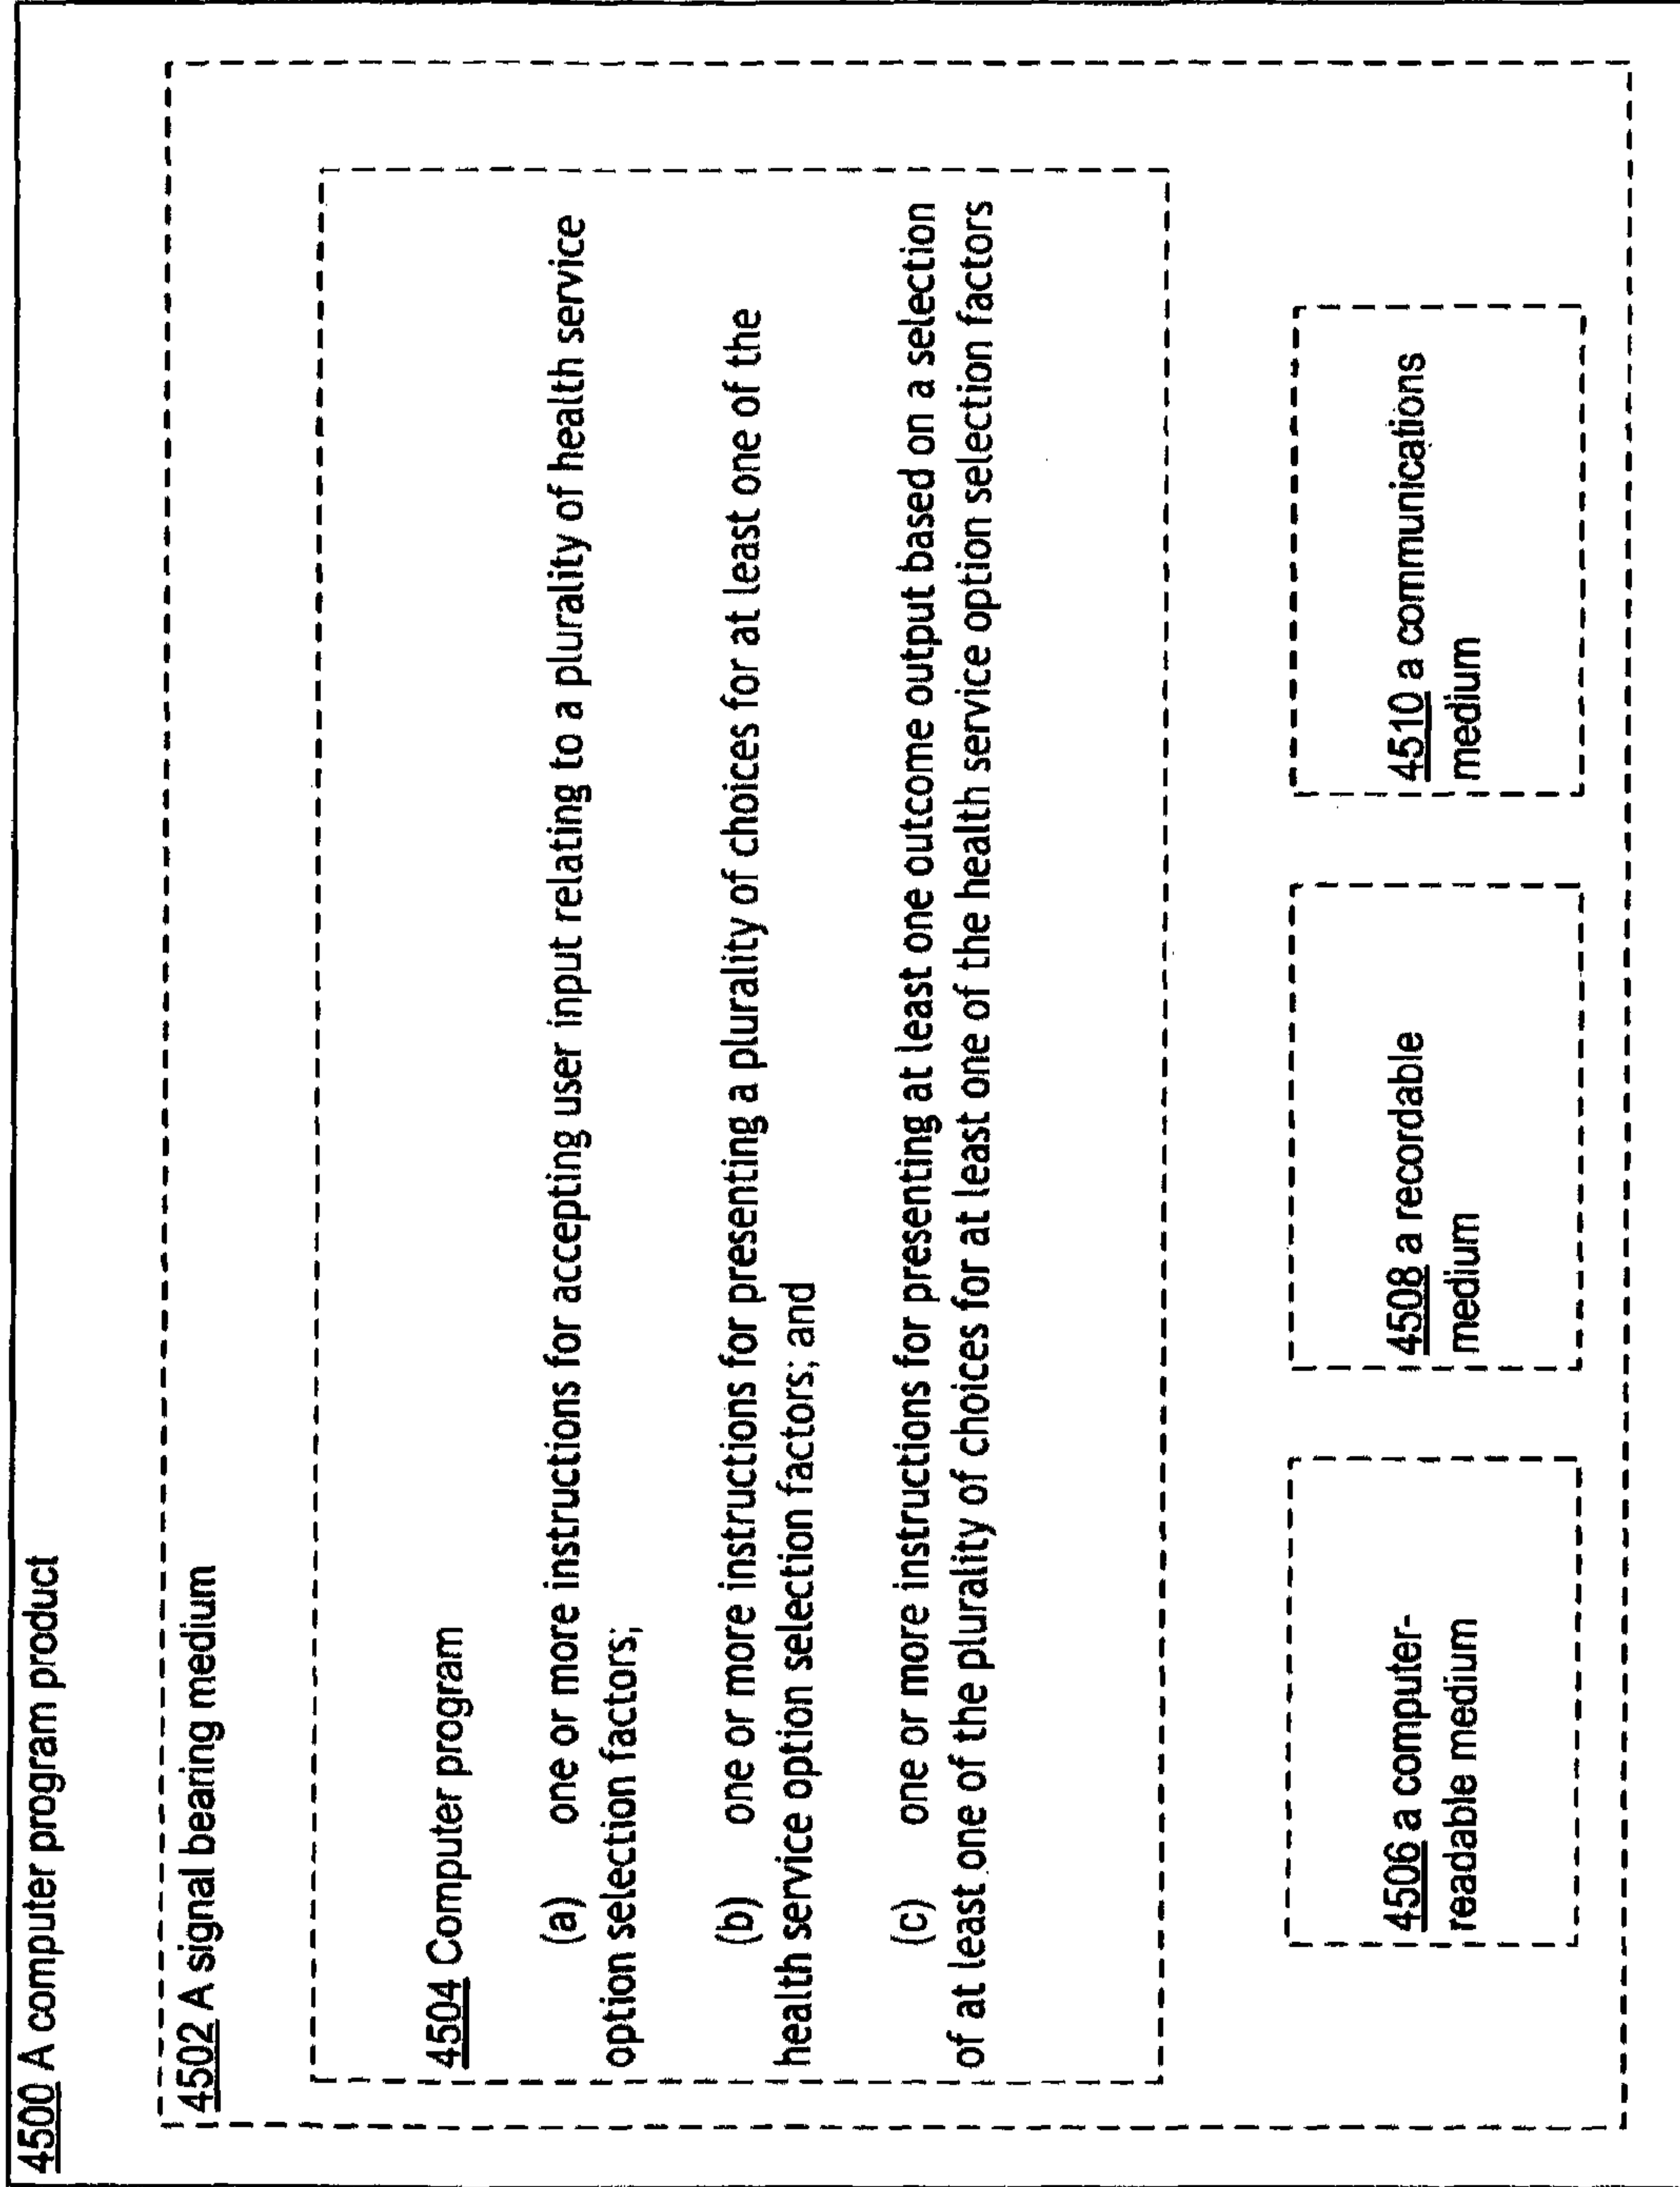 4500 A computer program product
4502 A signal bearing medium
4504 Computer program
(a) one or more instructions for accepting user input relating to a plurality of health service
option selection factors;
(b) one or more instructions for presenting a plurality of choices for at least one of the
health service option selection factors; and
(c) one or more instructions for presenting at least one outcome output based on a selection
of at least one of the plurality of choices for at least one of the health service option selection factors
4506 a computer-
readable medium
4508 a recordable
medium
4510 a communications
medium